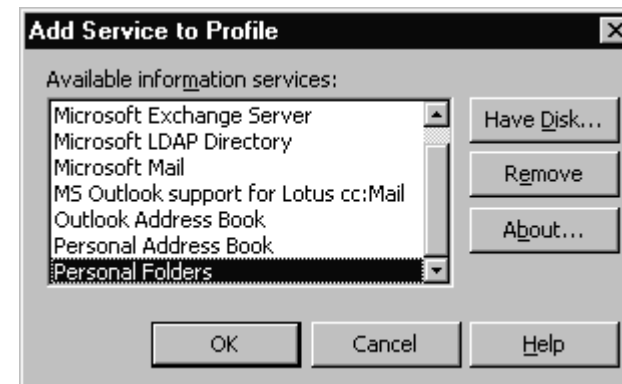 Add Service to Profile
Available information services:
Microsoft Exchange Server
Microsoft LDAP Directory
Microsoft Mail
MS Outlook support for Lotus cc:Mail
Outlook Address Book
Personal Address Book
Personal Folders
Have Disk...
Remove
About...
OK
Cancel
Help